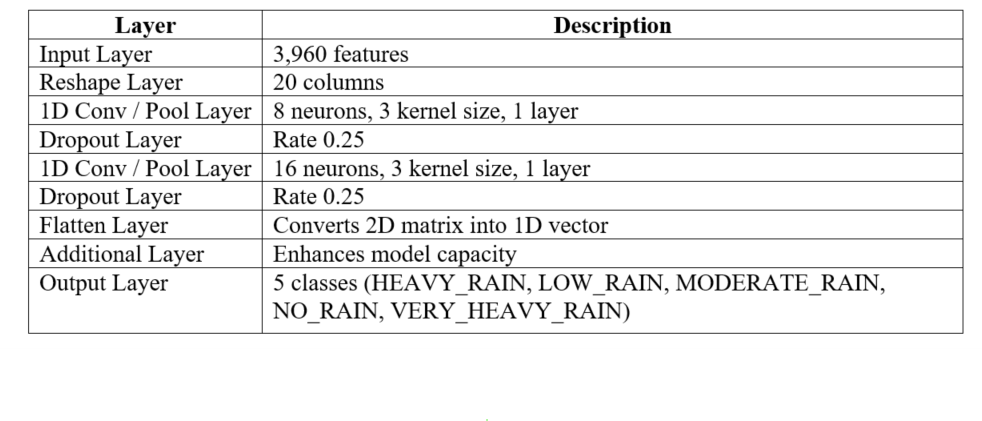 Layer Description
Input Layer 3,960 features
Reshape Layer 20 columns
1D Conv / Pool Layer 8 neurons, 3 kernel size, 1 layer
Dropout Layer Rate 0.25
1D Conv / Pool Layer 16 neurons, 3 kernel size, 1 layer
Dropout Layer Rate 0.25
Flatten Layer Converts 2D matrix into 1D vector
Additional Layer Enhances model capacity
Output Layer 5 classes (HEAVY_RAIN, LOW_RAIN, MODERATE_RAIN,
NO_RAIN, VERY_HEAVY_RAIN)